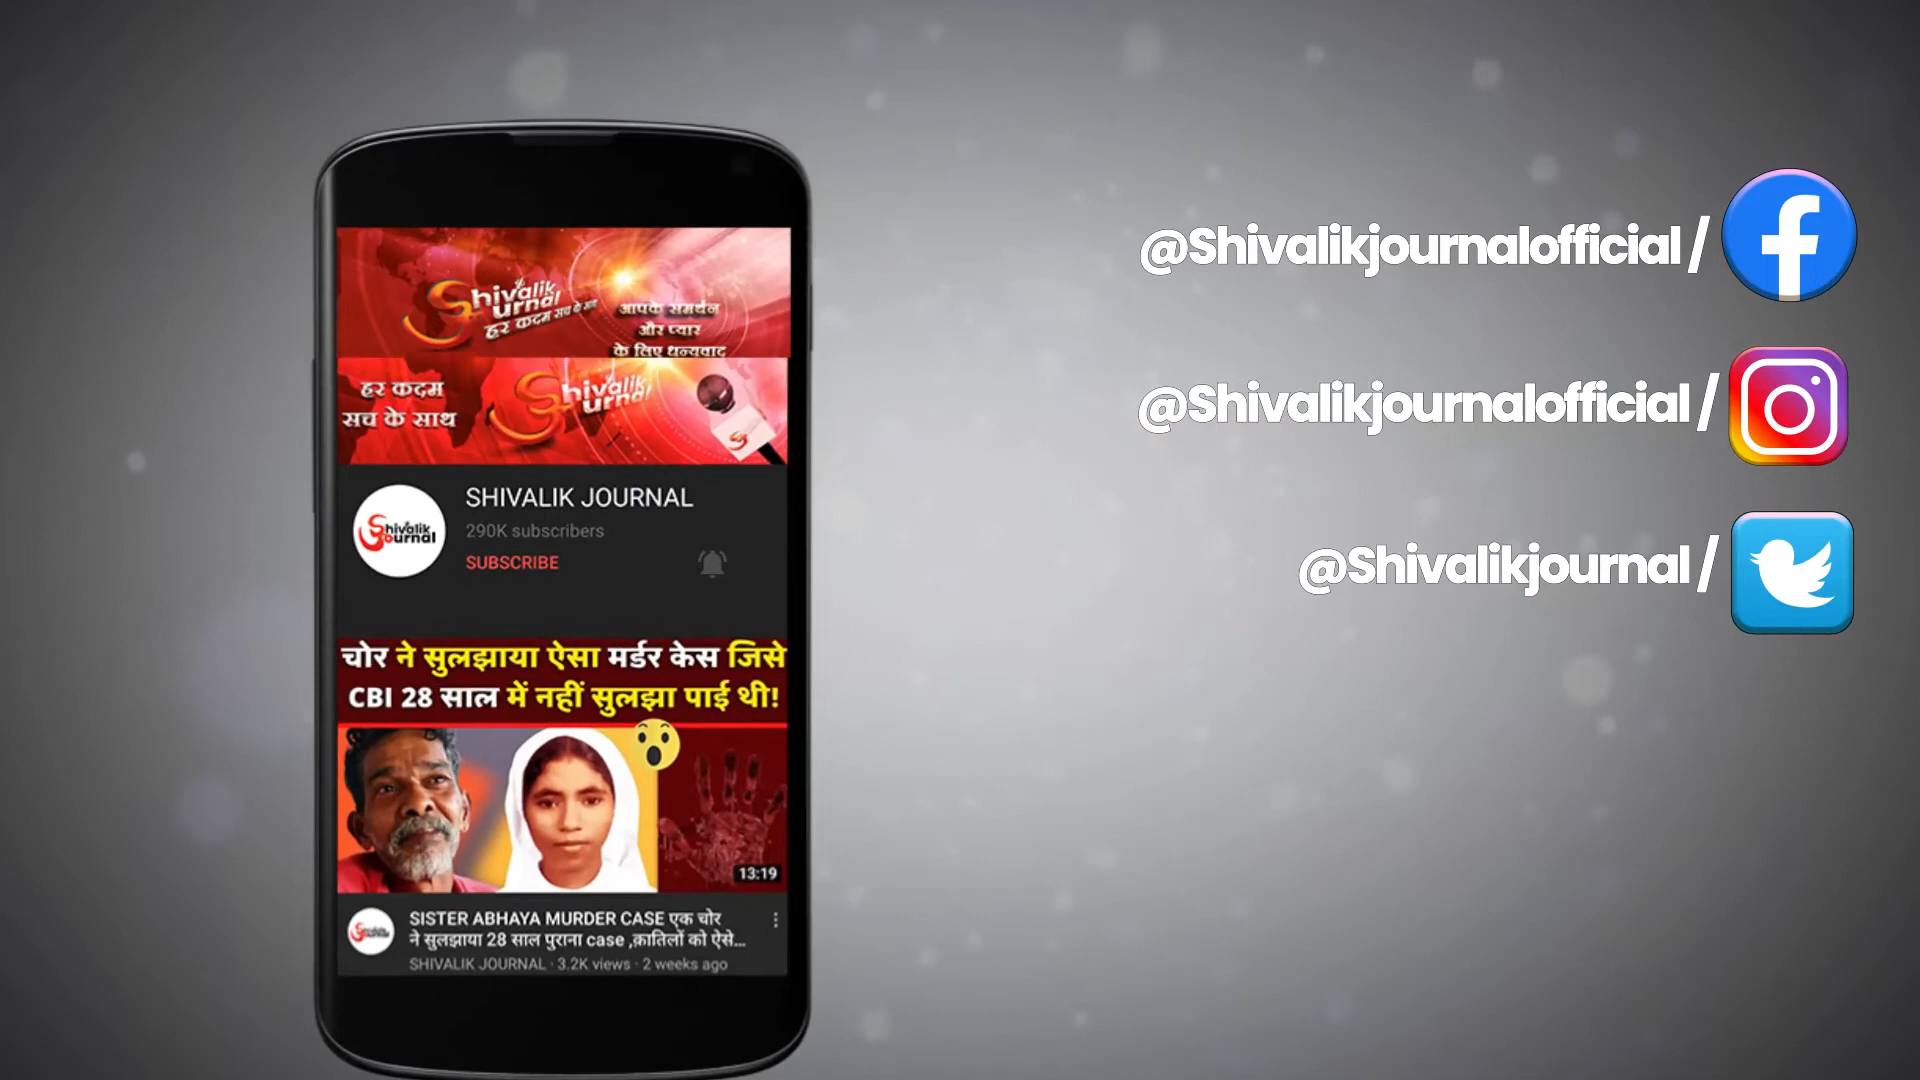 Shivalik
Journal
हर कदम सच के साथ
आपके समर्थन
और प्यार
के लिए धन्यवाद
हर कदम
सच के साथ
Shivalik
Journal
Shivalik
Journal
SHIVALIK JOURNAL
290K subscribers
SUBSCRIBE
चोर ने सुलझाया ऐसा मर्डर केस जिसे
CBI 28 साल में नहीं सुलझा पाई थी!
13:19
SISTER ABHAYA MURDER CASE एक चोर
ने सुलझाया 28 साल पुराना case ,क़ातिलों को ऐसे...
SHIVALIK JOURNAL · 3.2K views · 2 weeks ago
@Shivalikjournalofficial /
@Shivalikjournalofficial /
@Shivalikjournal /